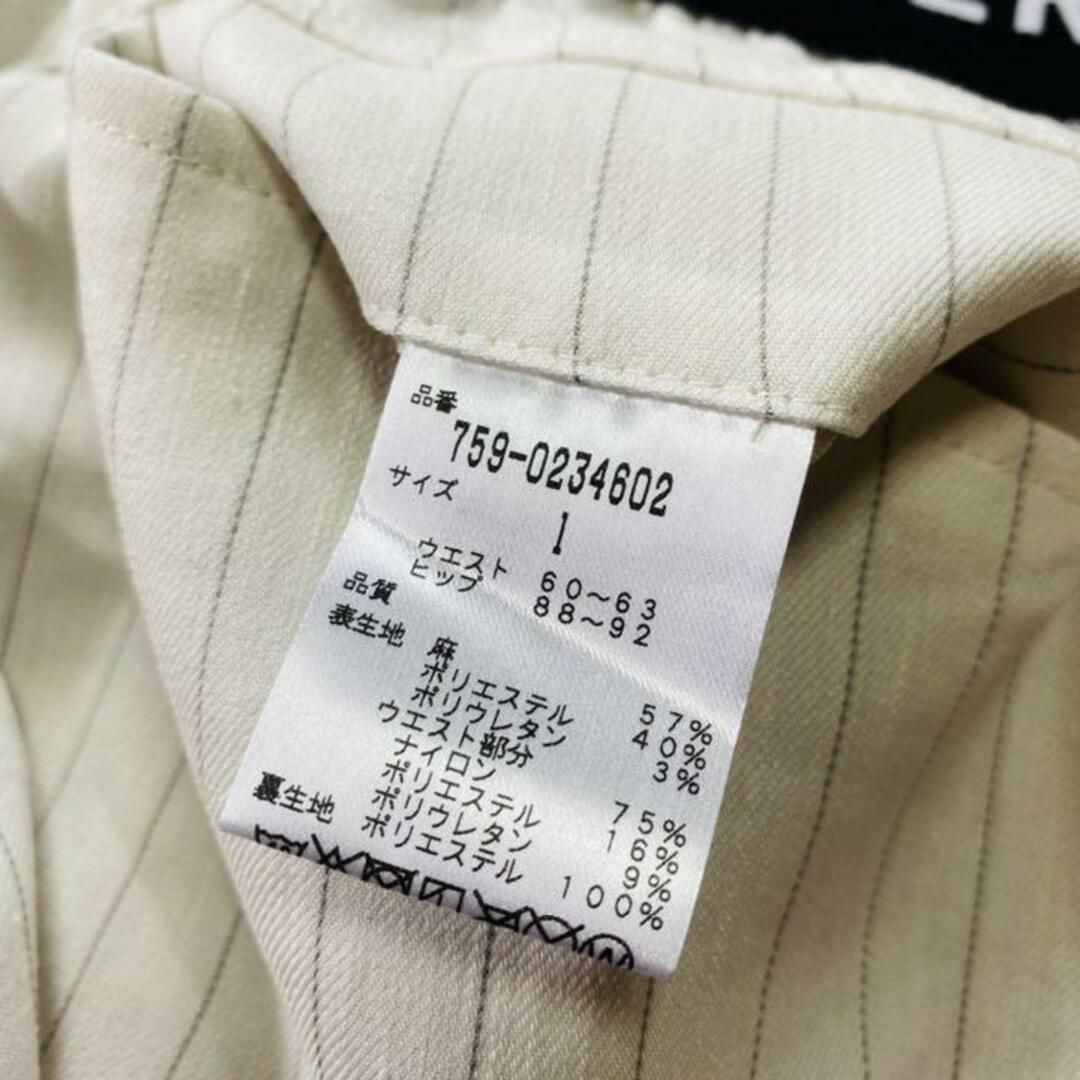 品番
759-0234602
サイズ
1
ウエスト 60～63
ヒップ 88～92
品質
表生地 麻 57%
ポリエステル 40%
ポリウレタン 3%
ウエスト部分
ナイロン 75%
ポリエステル 16%
ポリウレタン 9%
裏生地 ポリエステル 100%